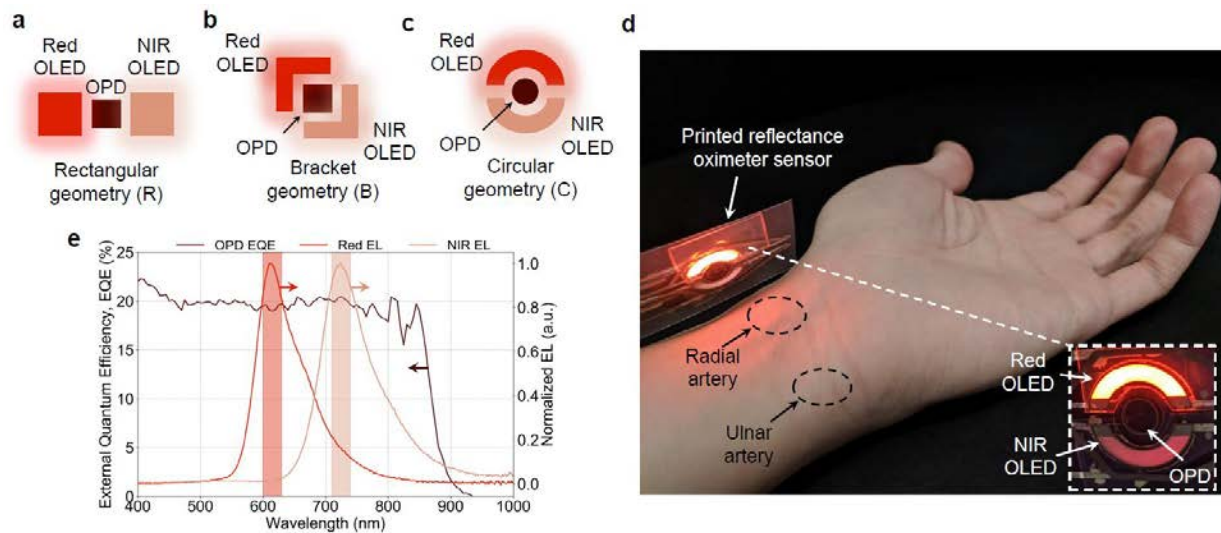 a
Red
OLED
OPD
NIR
OLED
Rectangular
geometry (R)
b
Red
OLED
OPD
NIR
OLED
Bracket
geometry (B)
c
Red
OLED
OPD
NIR
OLED
Circular
geometry (C)
d
Printed reflectance
oximeter sensor
Radial
artery
Ulnar
artery
Red
OLED
NIR
OLED
OPD
e
OPD EQE
Red EL
NIR EL
External Quantum Efficiency, EQE (%)
25
20
15
10
5
0
Normalized EL (a.u.)
1.0
0.8
0.6
0.4
0.2
0.0
400 500 600 700 800 900 1000
Wavelength (nm)